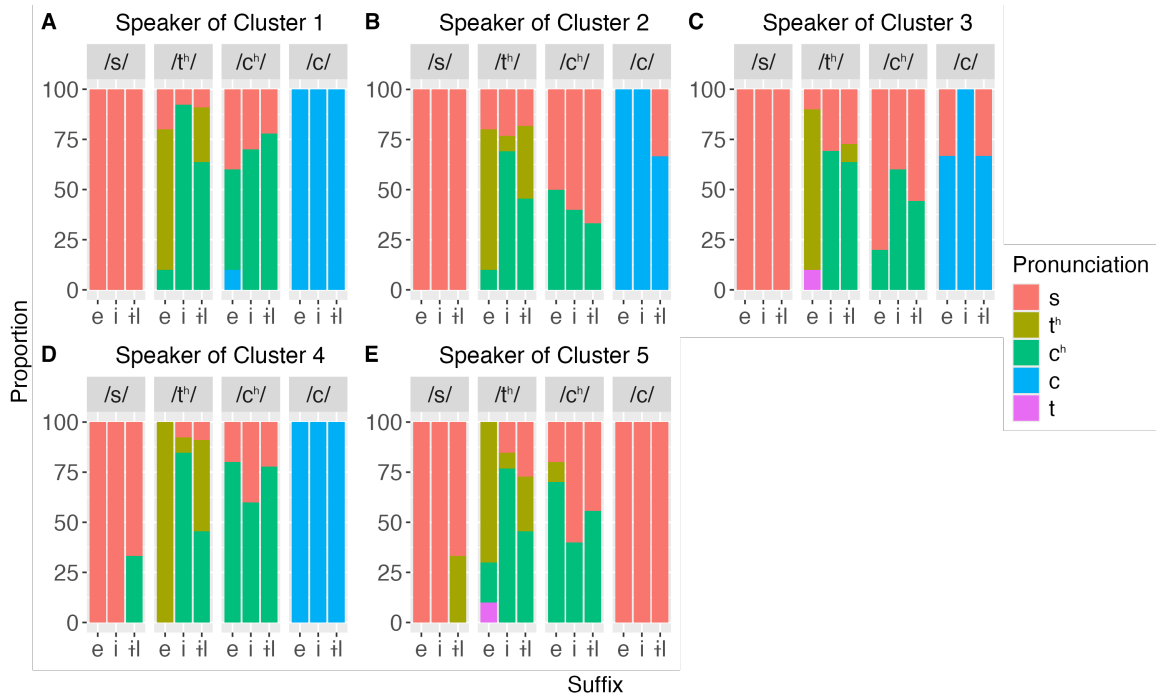 A Speaker of Cluster 1 B Speaker of Cluster 2 C Speaker of Cluster 3
/s/ /tʰ/ /cʰ/ /c/ /s/ /tʰ/ /cʰ/ /c/ /s/ /tʰ/ /cʰ/ /c/
100 100 100
75 75 75
50 50 50
25 25 25
0 0 0
e i ɨl e i ɨl e i ɨl e i ɨl e i ɨl e i ɨl e i ɨl e i ɨl e i ɨl e i ɨl e i ɨl e i ɨl
Pronunciation
s
tʰ
cʰ
c
t
Proportion
D Speaker of Cluster 4 E Speaker of Cluster 5
/s/ /tʰ/ /cʰ/ /c/ /s/ /tʰ/ /cʰ/ /c/
100 100
75 75
50 50
25 25
0 0
e i ɨl e i ɨl e i ɨl e i ɨl e i ɨl e i ɨl e i ɨl e i ɨl
Suffix